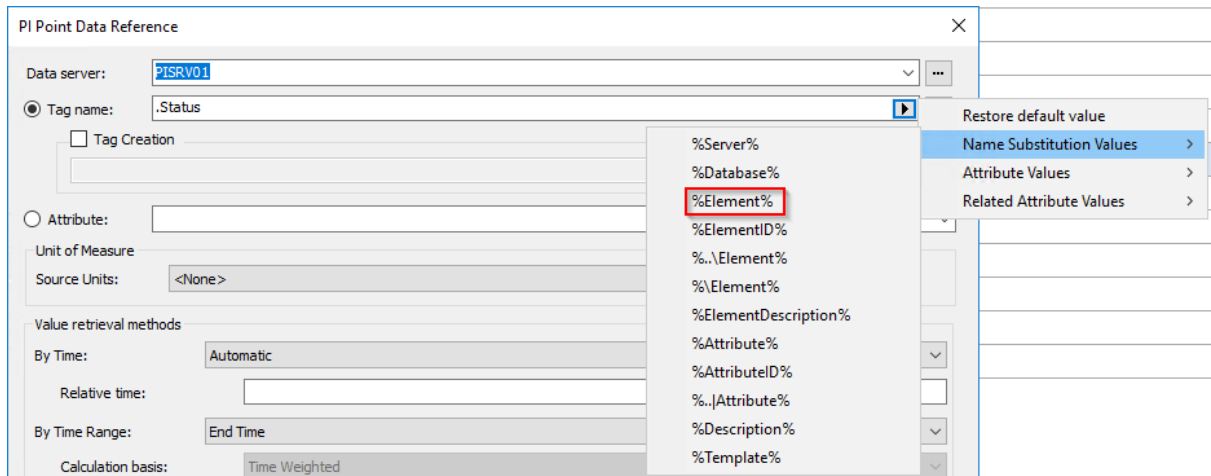 PI Point Data Reference
Data server: PISRV01 ...
Tag name: .Status
Restore default value
Tag Creation
Name Substitution Values
Attribute Values
Related Attribute Values
%Server%
%Database%
%Element%
%ElementID%
%..\Element%
%\Element%
%ElementDescription%
%Attribute%
%AttributeID%
%..|Attribute%
%Description%
%Template%
Attribute:
Unit of Measure
Source Units: <None>
Value retrieval methods
By Time: Automatic
Relative time:
By Time Range: End Time
Calculation basis: Time Weighted